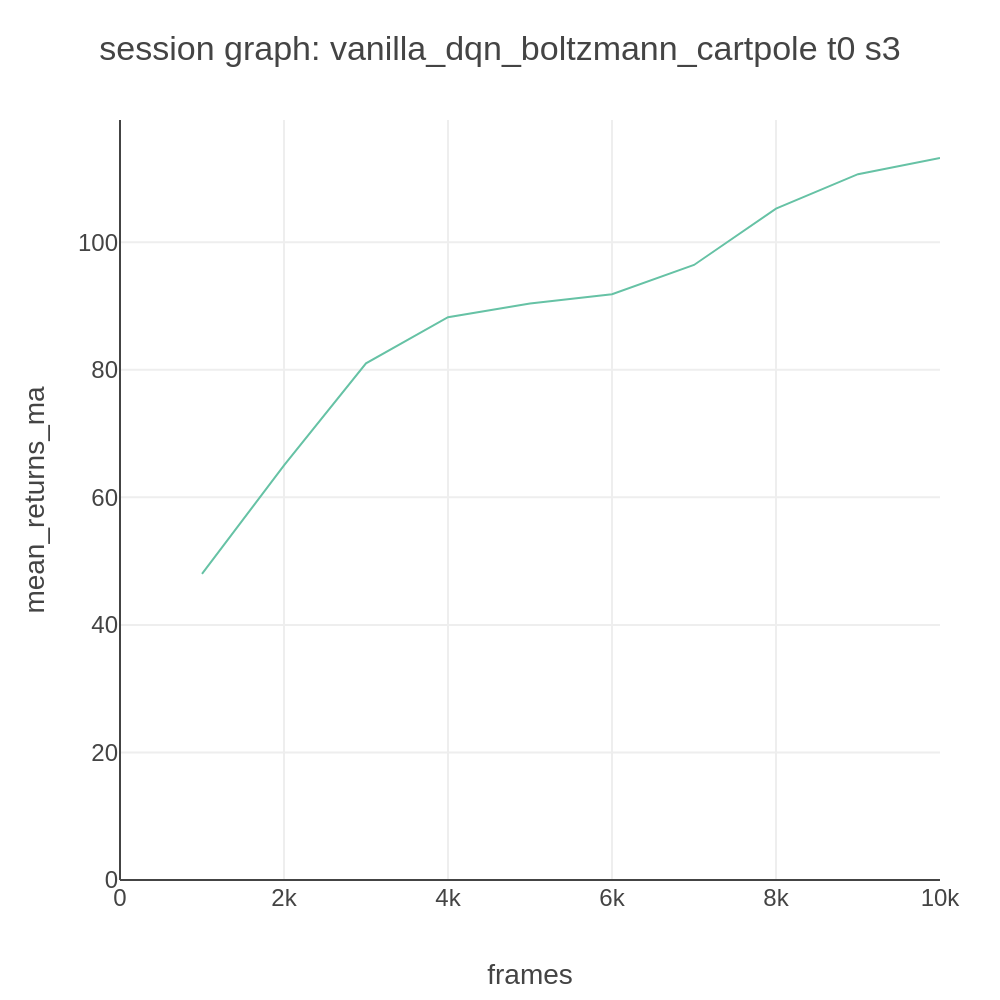 session graph: vanilla_dqn_boltzmann_cartpole t0 s3
mean_returns_ma
100
80
60
40
20
0
0 2k 4k 6k 8k 10k
frames